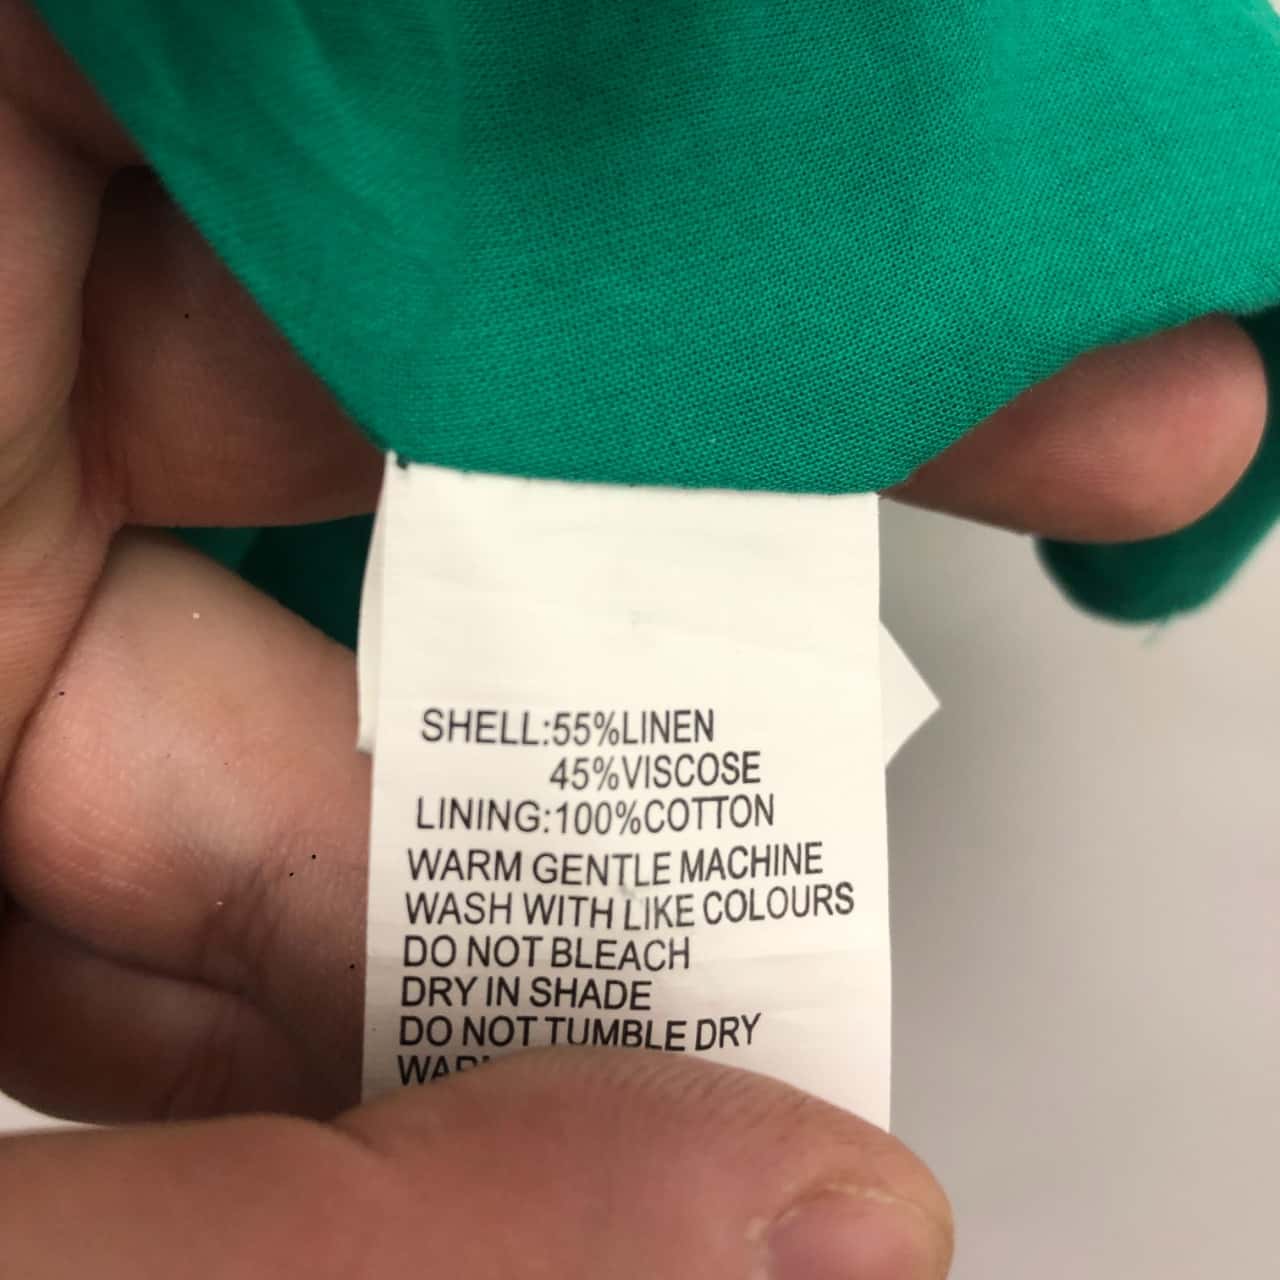 SHELL:55%LINEN
45%VISCOSE
LINING:100%COTTON
WARM GENTLE MACHINE
WASH WITH LIKE COLOURS
DO NOT BLEACH
DRY IN SHADE
DO NOT TUMBLE DRY